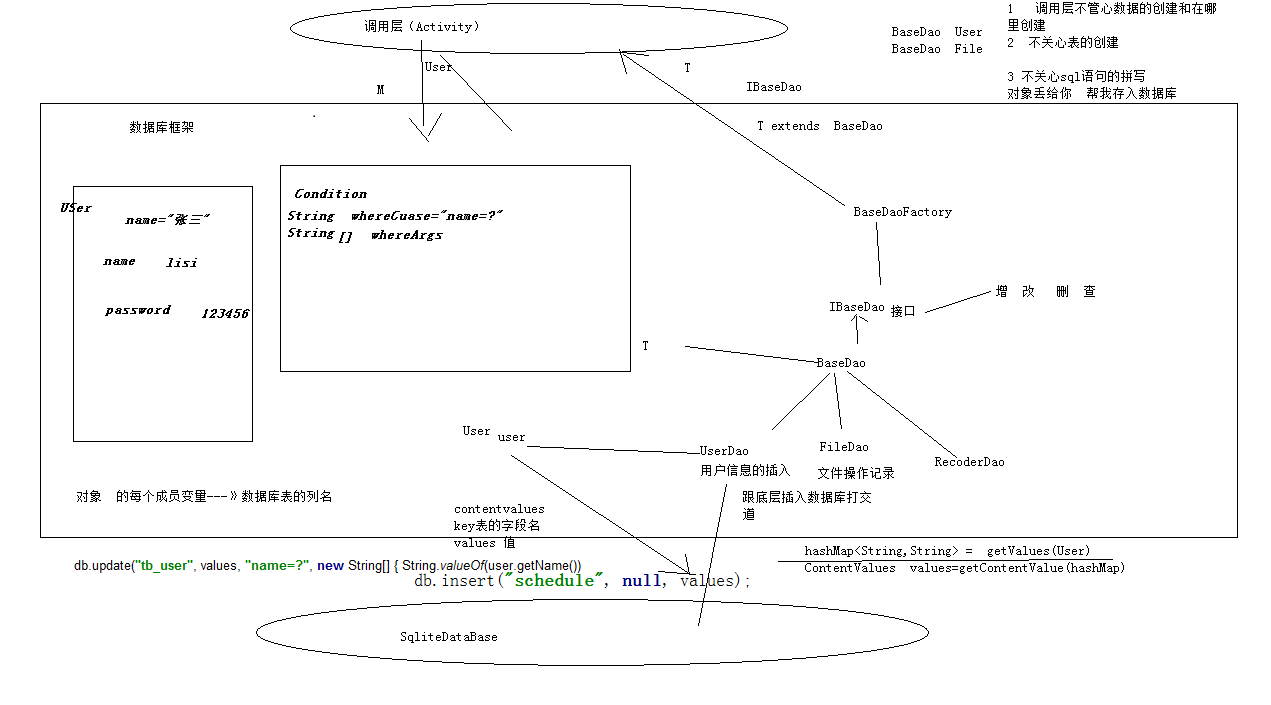 调用层（Activity）
User
M
T
IBaseDao
BaseDao  User
BaseDao  File
1   调用层不管心数据的创建和在哪
里创建
2  不关心表的创建
3 不关心sql语句的拼写
对象丢给你  帮我存入数据库
数据库框架
T extends  BaseDao
USer
name="张三"
name    lisi
password    123456
Condition
String  whereCuase="name=?"
String[]  whereArgs
BaseDaoFactory
IBaseDao 接口
增  改  删  查
T
BaseDao
User user
UserDao
用户信息的插入
FileDao
文件操作记录
RecoderDao
跟底层插入数据库打交
道
对象  的每个成员变量---》数据库表的列名
contentvalues
key表的字段名
values 值
hashMap<String,String> =  getValues(User)
ContentValues  values=getContentValue(hashMap)
db.update("tb_user", values, "name=?", new String[] { String.valueOf(user.getName())
db.insert("schedule", null, values);
SqliteDataBase